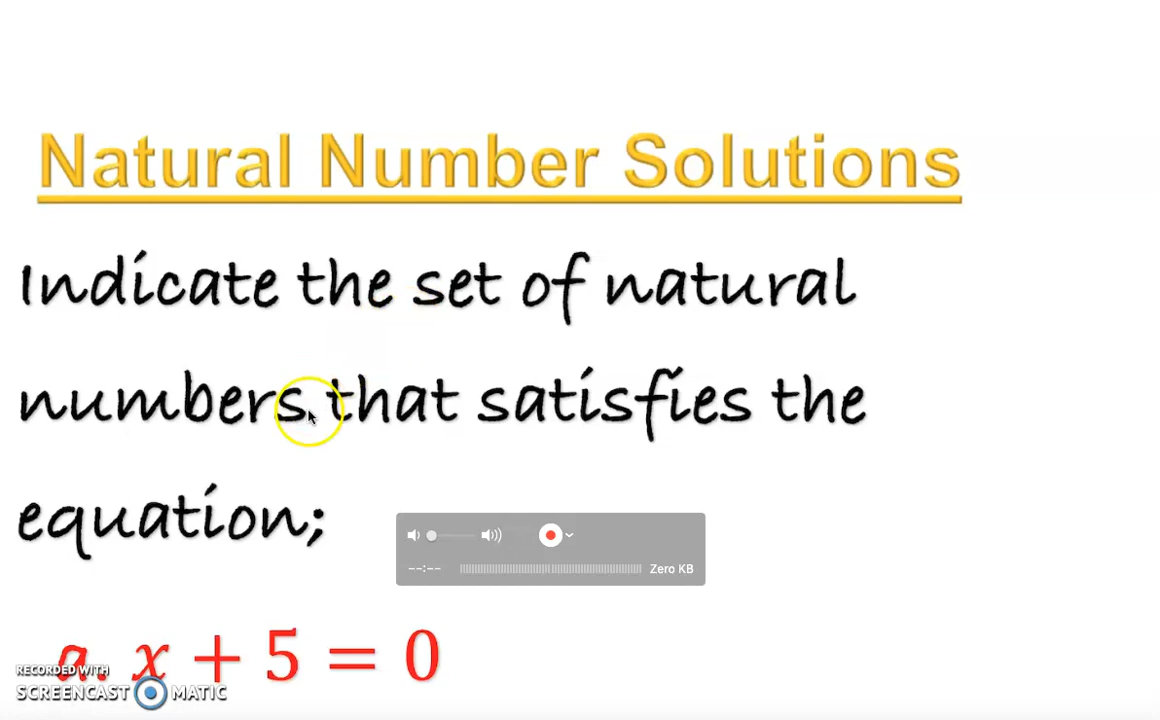 Natural Number Solutions
Indicate the set of natural
numbers that satisfies the
equation;
--:-- Zero KB
a. x + 5 = 0
RECORDED WITH
SCREENCAST MATIC